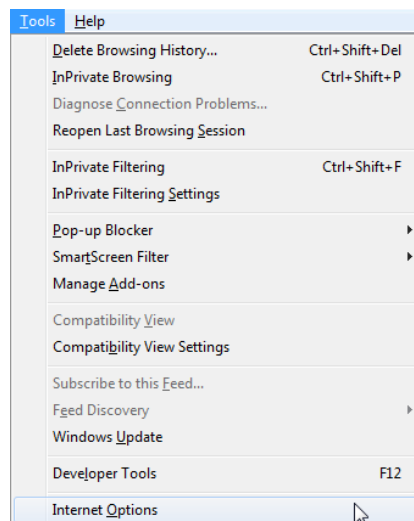 Tools Help
Delete Browsing History... Ctrl+Shift+Del
InPrivate Browsing Ctrl+Shift+P
Diagnose Connection Problems...
Reopen Last Browsing Session
InPrivate Filtering Ctrl+Shift+F
InPrivate Filtering Settings
Pop-up Blocker
SmartScreen Filter
Manage Add-ons
Compatibility View
Compatibility View Settings
Subscribe to this Feed...
Feed Discovery
Windows Update
Developer Tools F12
Internet Options